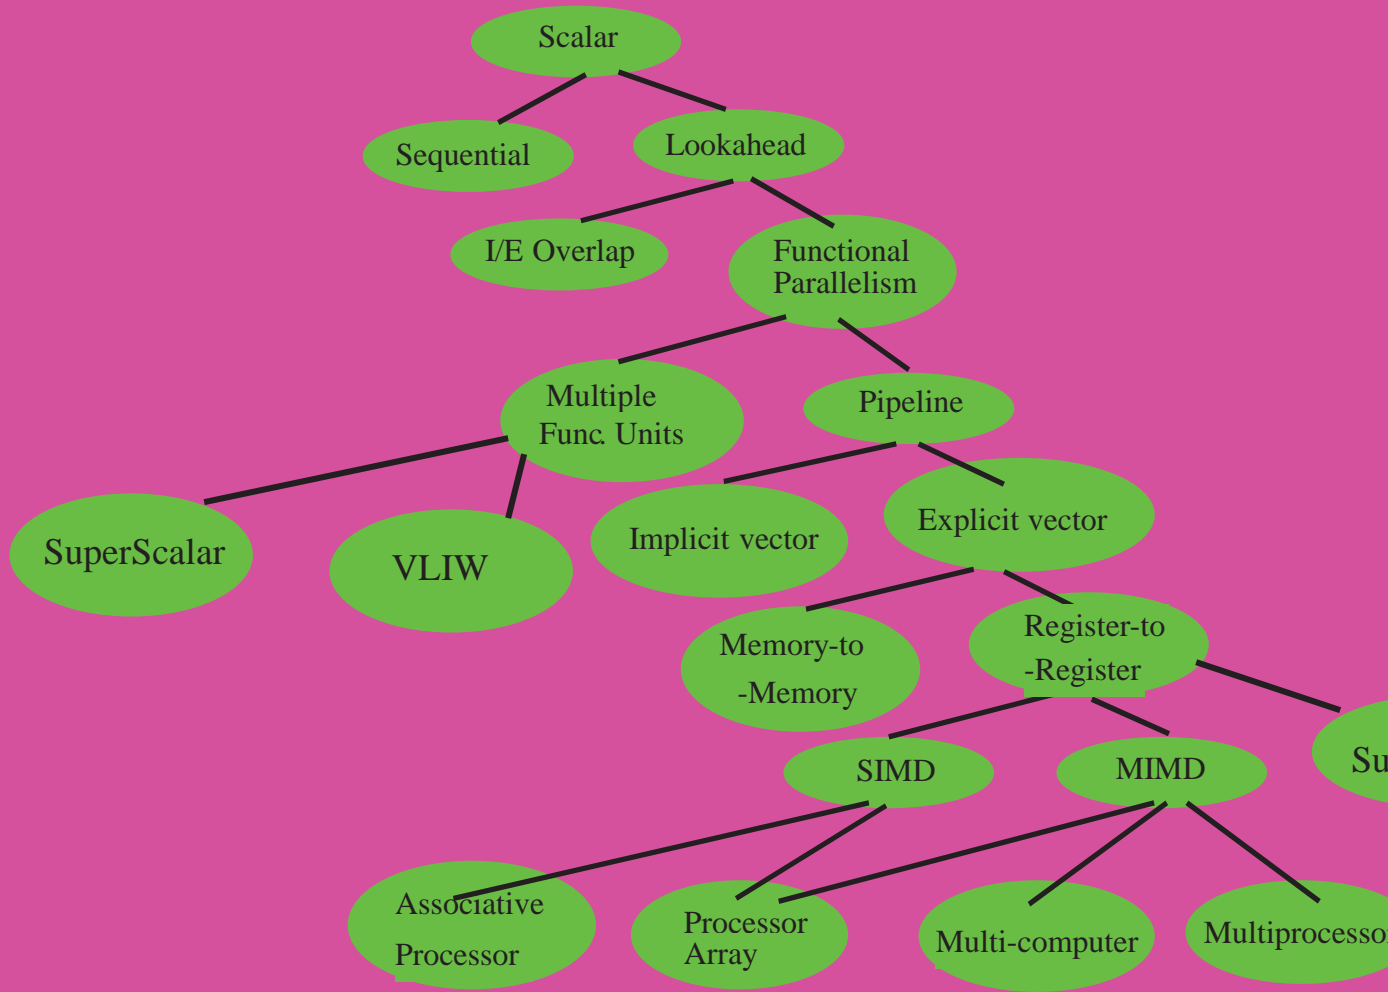 Scalar
Sequential
Lookahead
I/E Overlap
Functional
Parallelism
Multiple
Func. Units
Pipeline
SuperScalar
VLIW
Implicit vector
Explicit vector
Memory-to
-Memory
Register-to
-Register
SIMD
MIMD
Associative
Processor
Processor
Array
Multi-computer
Multiprocessor